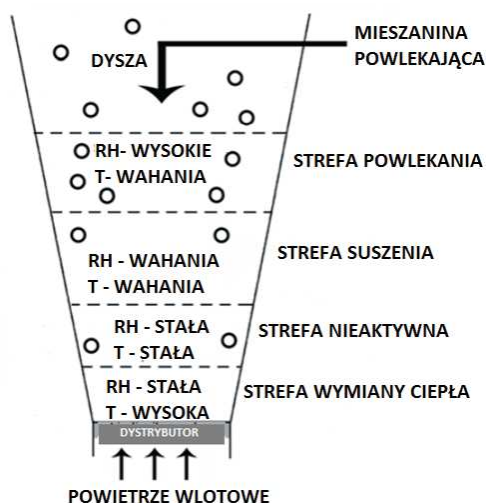 MIESZANINA
POWLEKAJĄCA
DYSZA
RH- WYSOKIE
T- WAHANIA
STREFA POWLEKANIA
RH - WAHANIA
T - WAHANIA
STREFA SUSZENIA
RH - STAŁA
T - STAŁA
STREFA NIEAKTYWNA
RH - STAŁA
T - WYSOKA
STREFA WYMIANY CIEPŁA
DYSTRYBUTOR
POWIETRZE WLOTOWE